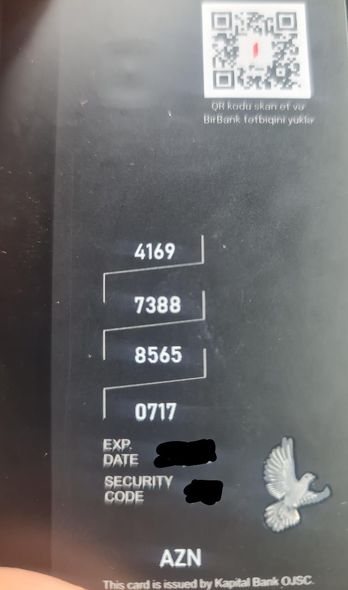 QR kodu skan et və
BirBank tətbiqini yüklə
4169
7388
8565
0717
EXP.
DATE
SECURITY
CODE
AZN
This card is issued by Kapital Bank OJSC.